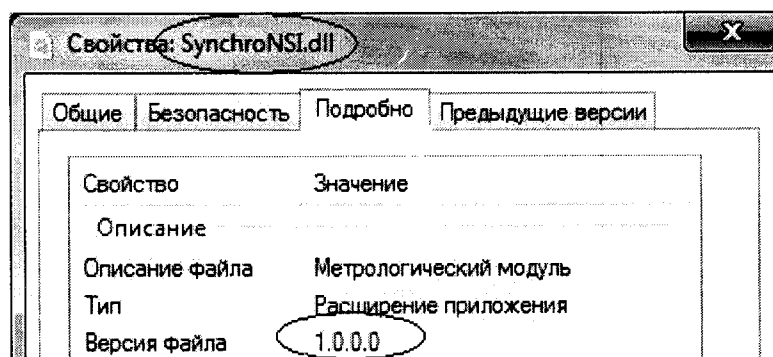 Свойства: SynchroNSI.dll
Общие Безопасность Подробно Предыдущие версии
Свойство Значение
Описание
Описание файла Метрологический модуль
Тип Расширение приложения
Версия файла 1.0.0.0